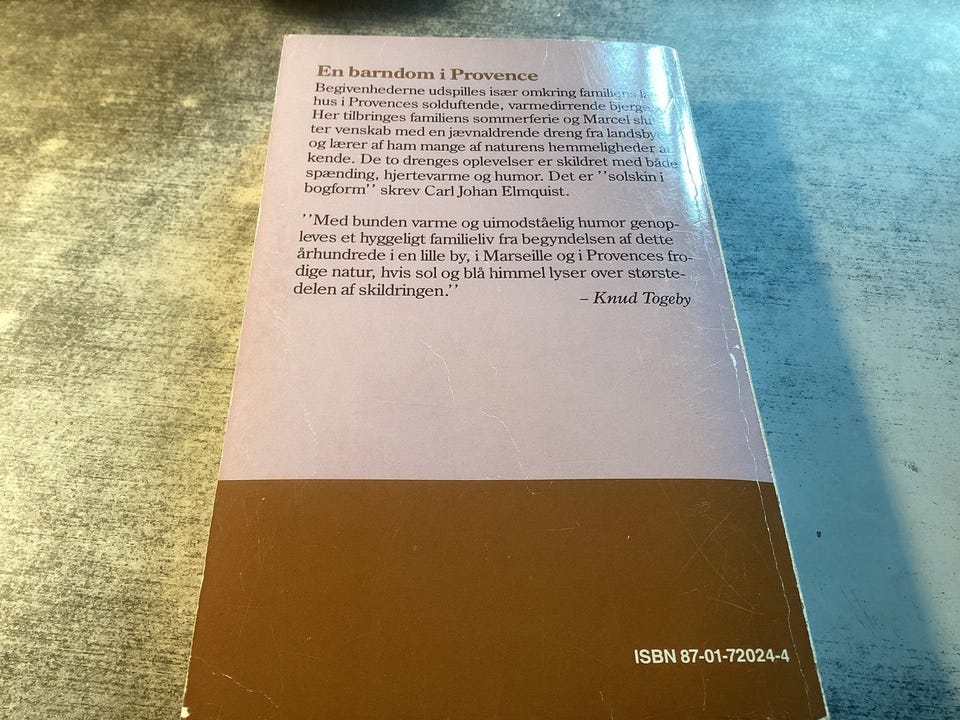 En barndom i Provence
Begivenhederne udspilles især omkring familiens
hus i Provences solduftende, varmedirrende
Her tilbringes familiens sommerferie og Marcel
ter venskab med en jævnaldrende dreng fra
og lærer af ham mange af naturens hemmeligheder
kende. De to drenges oplevelser er skildret med både
spænding, hjertevarme og humor. Det er ''solskin i
bogform'' skrev Carl Johan Elmquist.
''Med bunden varme og uimodståelig humor genop-
leves et hyggeligt familieliv fra begyndelsen af dette
århundrede i en lille by, i Marseille og i Provences fro-
dige natur, hvis sol og blå himmel lyser over største-
delen af skildringen.''
– Knud Togeby
ISBN 87-01-72024-4